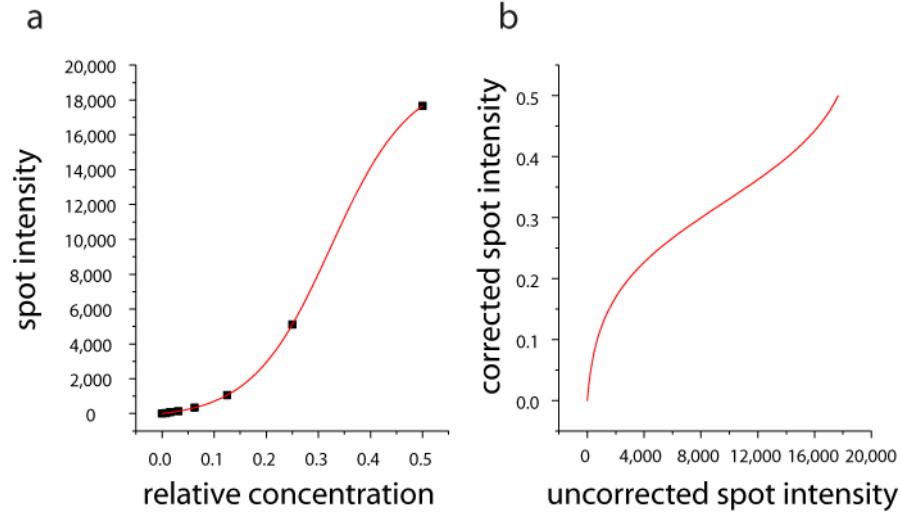 a
spot intensity
20,000
18,000
16,000
14,000
12,000
10,000
8,000
6,000
4,000
2,000
0
0.0 0.1 0.2 0.3 0.4 0.5
relative concentration
b
corrected spot intensity
0.5
0.4
0.3
0.2
0.1
0.0
0 4,000 8,000 12,000 16,000 20,000
uncorrected spot intensity